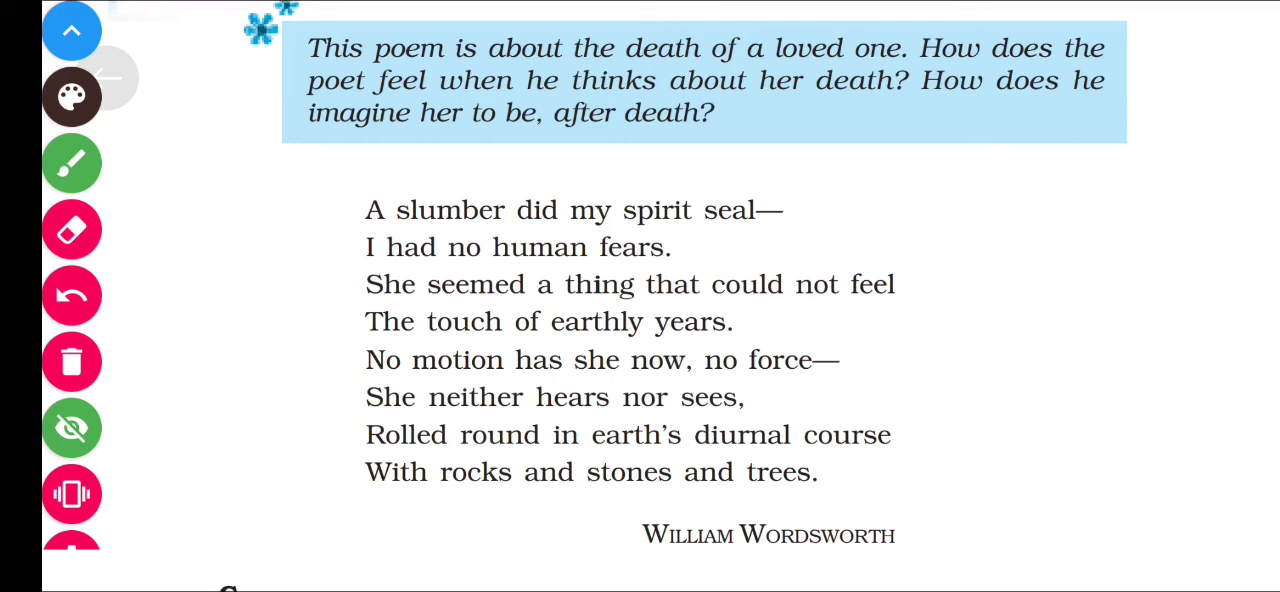 This poem is about the death of a loved one. How does the
poet feel when he thinks about her death? How does he
imagine her to be, after death?
A slumber did my spirit seal—
I had no human fears.
She seemed a thing that could not feel
The touch of earthly years.
No motion has she now, no force—
She neither hears nor sees,
Rolled round in earth's diurnal course
With rocks and stones and trees.
WILLIAM WORDSWORTH